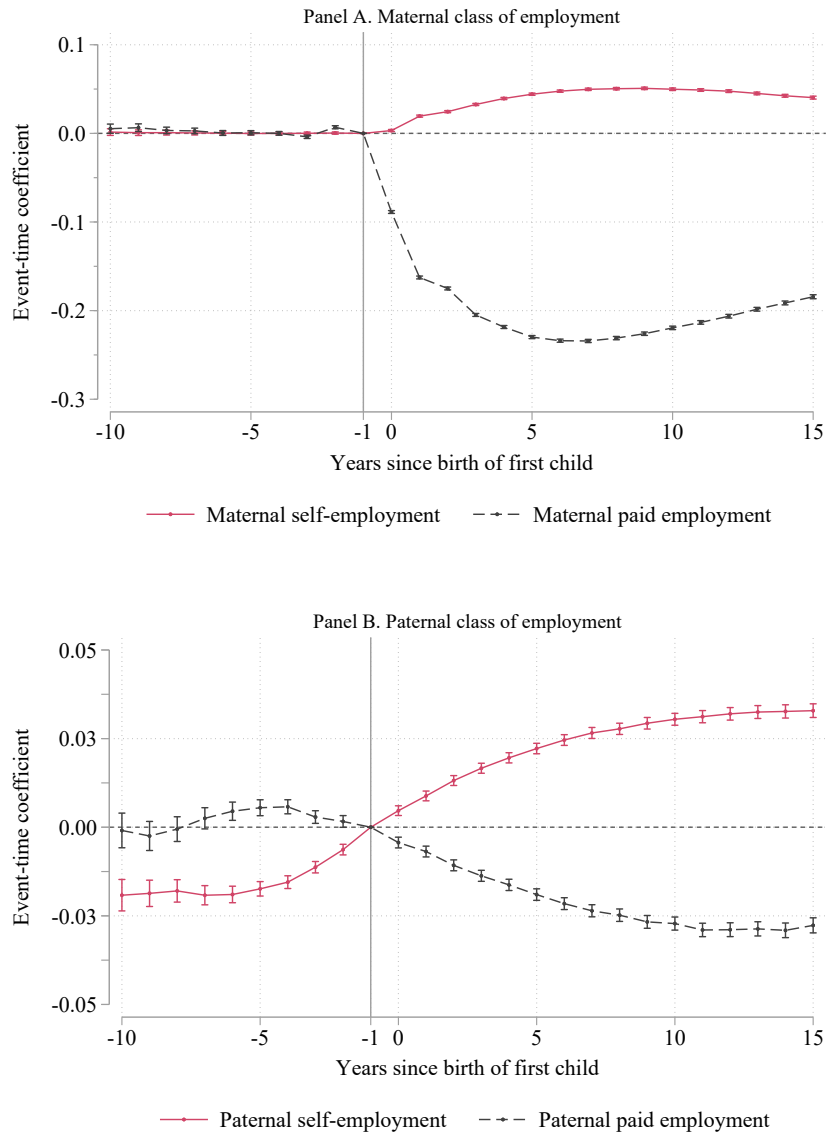 Panel A. Maternal class of employment
0.1
0.0
-0.1
-0.2
-0.3
Event-time coefficient
-10 -5 -1 0 5 10 15
Years since birth of first child
Maternal self-employment Maternal paid employment
Panel B. Paternal class of employment
0.05
0.03
0.00
-0.03
-0.05
Event-time coefficient
-10 -5 -1 0 5 10 15
Years since birth of first child
Paternal self-employment Paternal paid employment